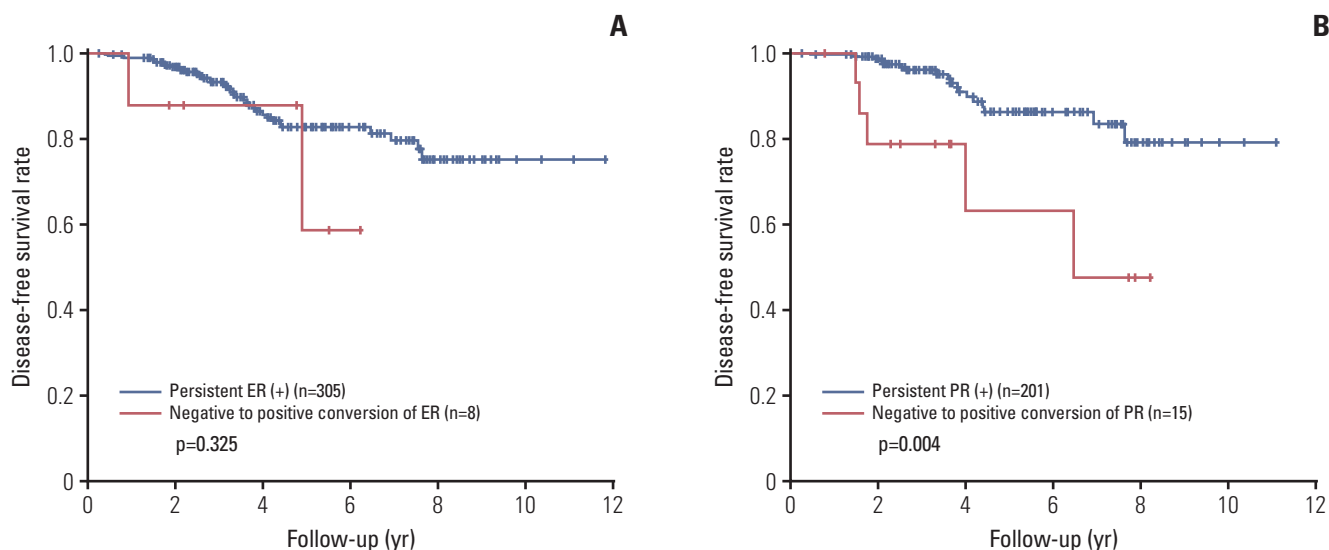 A
1.0
0.8
0.6
0.4
0.2
0
Disease-free survival rate
Persistent ER (+) (n=305)
Negative to positive conversion of ER (n=8)
p=0.325
0 2 4 6 8 10 12
Follow-up (yr)
B
1.0
0.8
0.6
0.4
0.2
0
Disease-free survival rate
Persistent PR (+) (n=201)
Negative to positive conversion of PR (n=15)
p=0.004
0 2 4 6 8 10 12
Follow-up (yr)